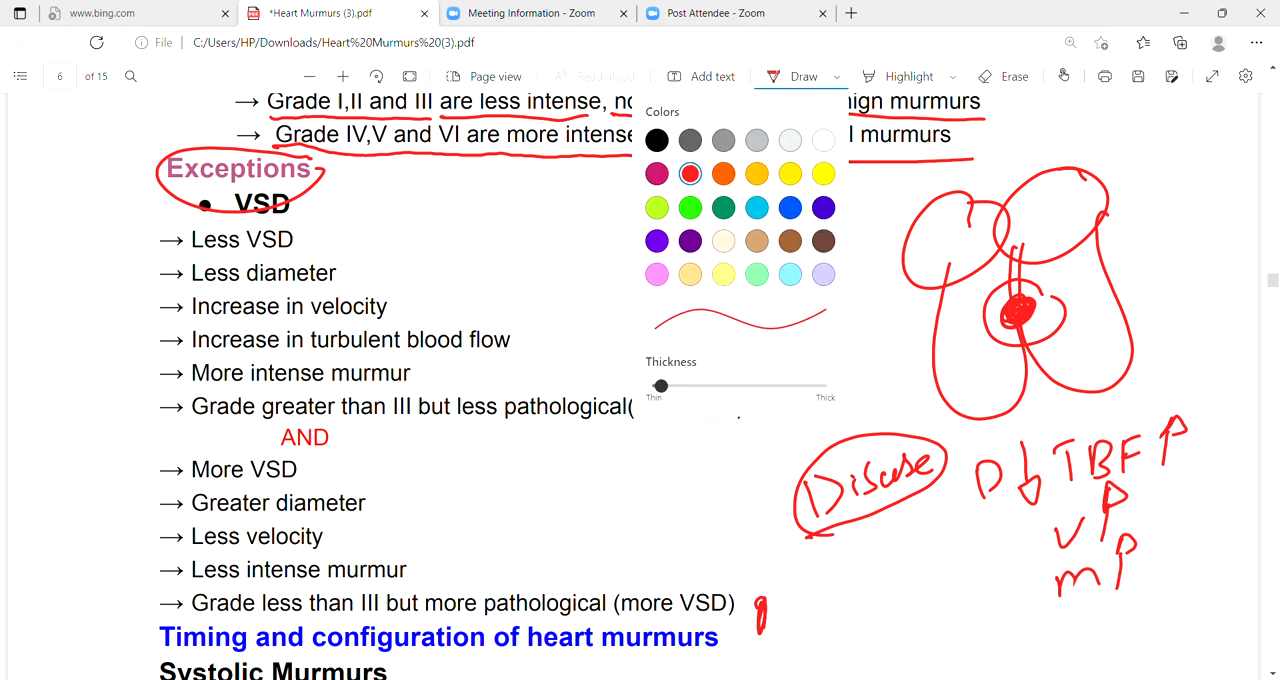 www.bing.com
*Heart Murmurs (3).pdf
Meeting Information - Zoom
Post Attendee - Zoom
File
C:/Users/HP/Downloads/Heart%20Murmurs%20(3).pdf
6 of 15
Page view
Read aloud
Add text
Draw
Highlight
Erase
→ Grade I,II and III are less intense,
murmurs
→ Grade IV,V and VI are more intense
murmurs
Exceptions
● VSD
→ Less VSD
→ Less diameter
→ Increase in velocity
→ Increase in turbulent blood flow
→ More intense murmur
→ Grade greater than III but less pathological(
AND
→ More VSD
→ Greater diameter
→ Less velocity
→ Less intense murmur
→ Grade less than III but more pathological (more VSD)
Timing and configuration of heart murmurs
Systolic Murmurs
Colors
Thickness
Thin
Thick
Disease
D ↓ TBF ↑
V ↑
m ↑